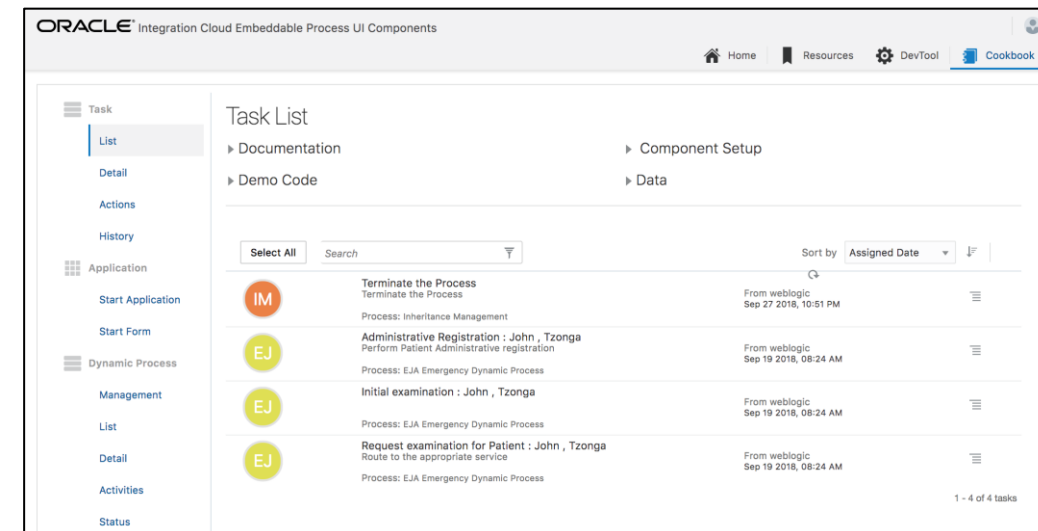 ORACLE® Integration Cloud Embeddable Process UI Components
Home Resources DevTool Cookbook
Task
List
Detail
Actions
History
Application
Start Application
Start Form
Dynamic Process
Management
List
Detail
Activities
Status
Task List
Documentation
Component Setup
Demo Code
Data
Select All Search Sort by Assigned Date
IM
Terminate the Process
Terminate the Process
Process: Inheritance Management
From weblogic
Sep 27 2018, 10:51 PM
EJ
Administrative Registration : John , Tzonga
Perform Patient Administrative registration
Process: EJA Emergency Dynamic Process
From weblogic
Sep 19 2018, 08:24 AM
EJ
Initial examination : John , Tzonga
Process: EJA Emergency Dynamic Process
From weblogic
Sep 19 2018, 08:24 AM
EJ
Request examination for Patient : John , Tzonga
Route to the appropriate service
Process: EJA Emergency Dynamic Process
From weblogic
Sep 19 2018, 08:24 AM
1 - 4 of 4 tasks